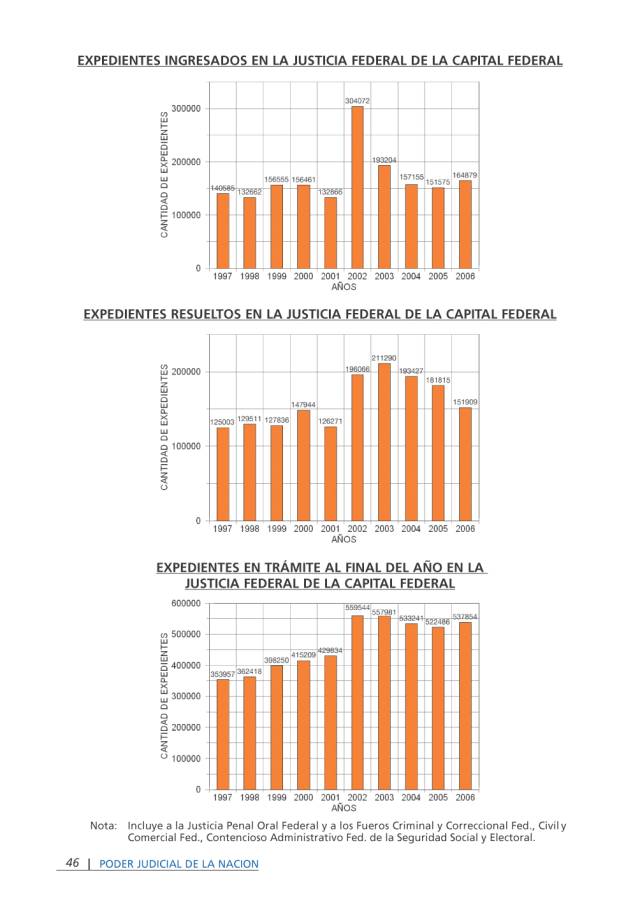 EXPEDIENTES INGRESADOS EN LA JUSTICIA FEDERAL DE LA CAPITAL FEDERAL
CANTIDAD DE EXPEDIENTES
300000
200000
100000
0
140585 132662 156555 156461 132866 304072 193204 157155 151575 164879
1997 1998 1999 2000 2001 2002 2003 2004 2005 2006
AÑOS
EXPEDIENTES RESUELTOS EN LA JUSTICIA FEDERAL DE LA CAPITAL FEDERAL
CANTIDAD DE EXPEDIENTES
200000
100000
0
125003 129511 127836 147944 126271 196066 211290 193427 181815 151909
1997 1998 1999 2000 2001 2002 2003 2004 2005 2006
AÑOS
EXPEDIENTES EN TRÁMITE AL FINAL DEL AÑO EN LA
JUSTICIA FEDERAL DE LA CAPITAL FEDERAL
CANTIDAD DE EXPEDIENTES
600000
500000
400000
300000
200000
100000
0
353957 362418 398250 415209 429834 559544 557981 533241 522486 537854
1997 1998 1999 2000 2001 2002 2003 2004 2005 2006
AÑOS
Nota: Incluye a la Justicia Penal Oral Federal y a los Fueros Criminal y Correccional Fed., Civil y
Comercial Fed., Contencioso Administrativo Fed. de la Seguridad Social y Electoral.
46 | PODER JUDICIAL DE LA NACION